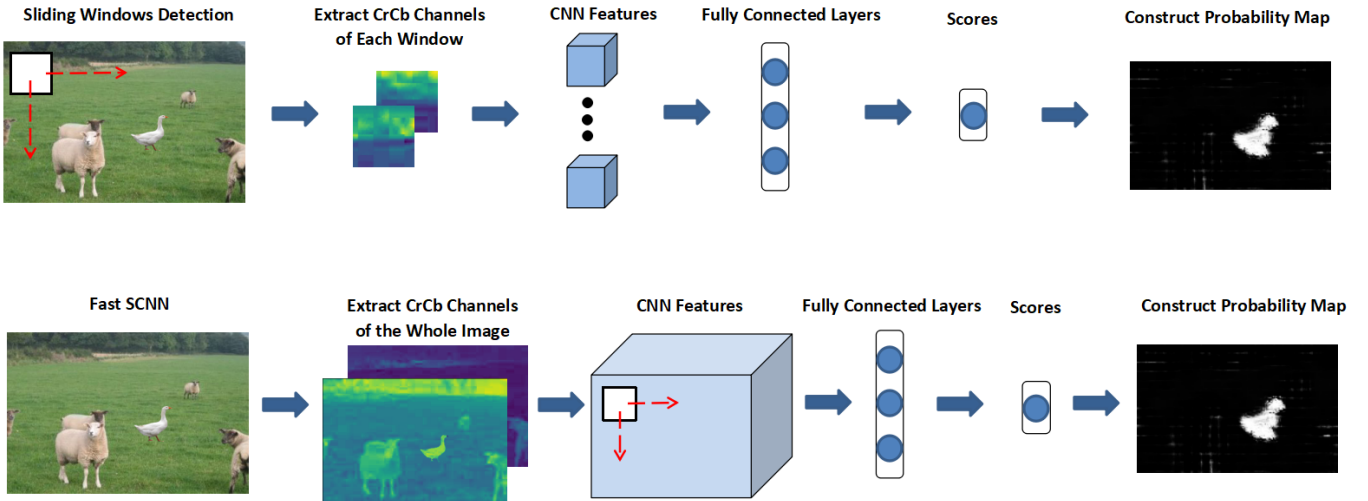 Sliding Windows Detection
Extract CrCb Channels
of Each Window
CNN Features
Fully Connected Layers
Scores
Construct Probability Map
Fast SCNN
Extract CrCb Channels
of the Whole Image
CNN Features
Fully Connected Layers
Scores
Construct Probability Map